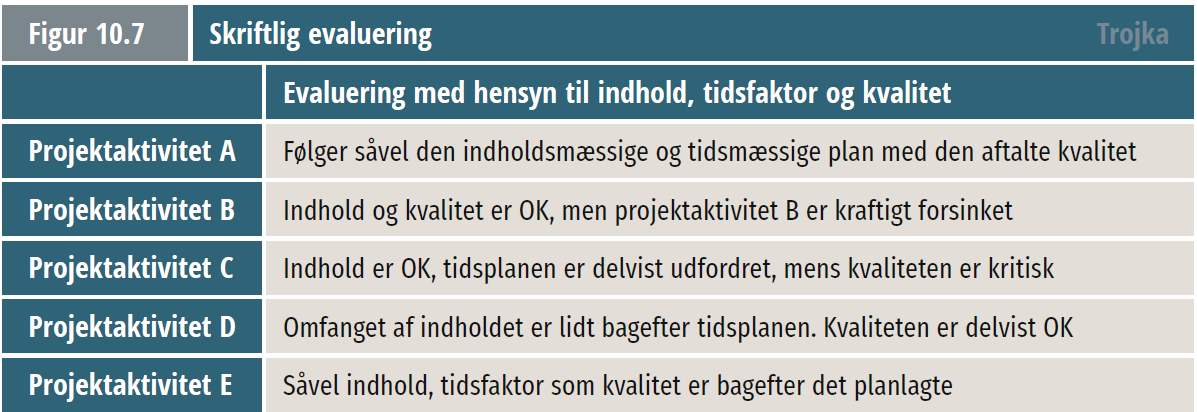 Figur 10.7 Skriftlig evaluering Trojka
Evaluering med hensyn til indhold, tidsfaktor og kvalitet
Projektaktivitet A Følger såvel den indholdsmæssige og tidsmæssige plan med den aftalte kvalitet
Projektaktivitet B Indhold og kvalitet er OK, men projektaktivitet B er kraftigt forsinket
Projektaktivitet C Indhold er OK, tidsplanen er delvist udfordret, mens kvaliteten er kritisk
Projektaktivitet D Omfanget af indholdet er lidt bagefter tidsplanen. Kvaliteten er delvist OK
Projektaktivitet E Såvel indhold, tidsfaktor som kvalitet er bagefter det planlagte